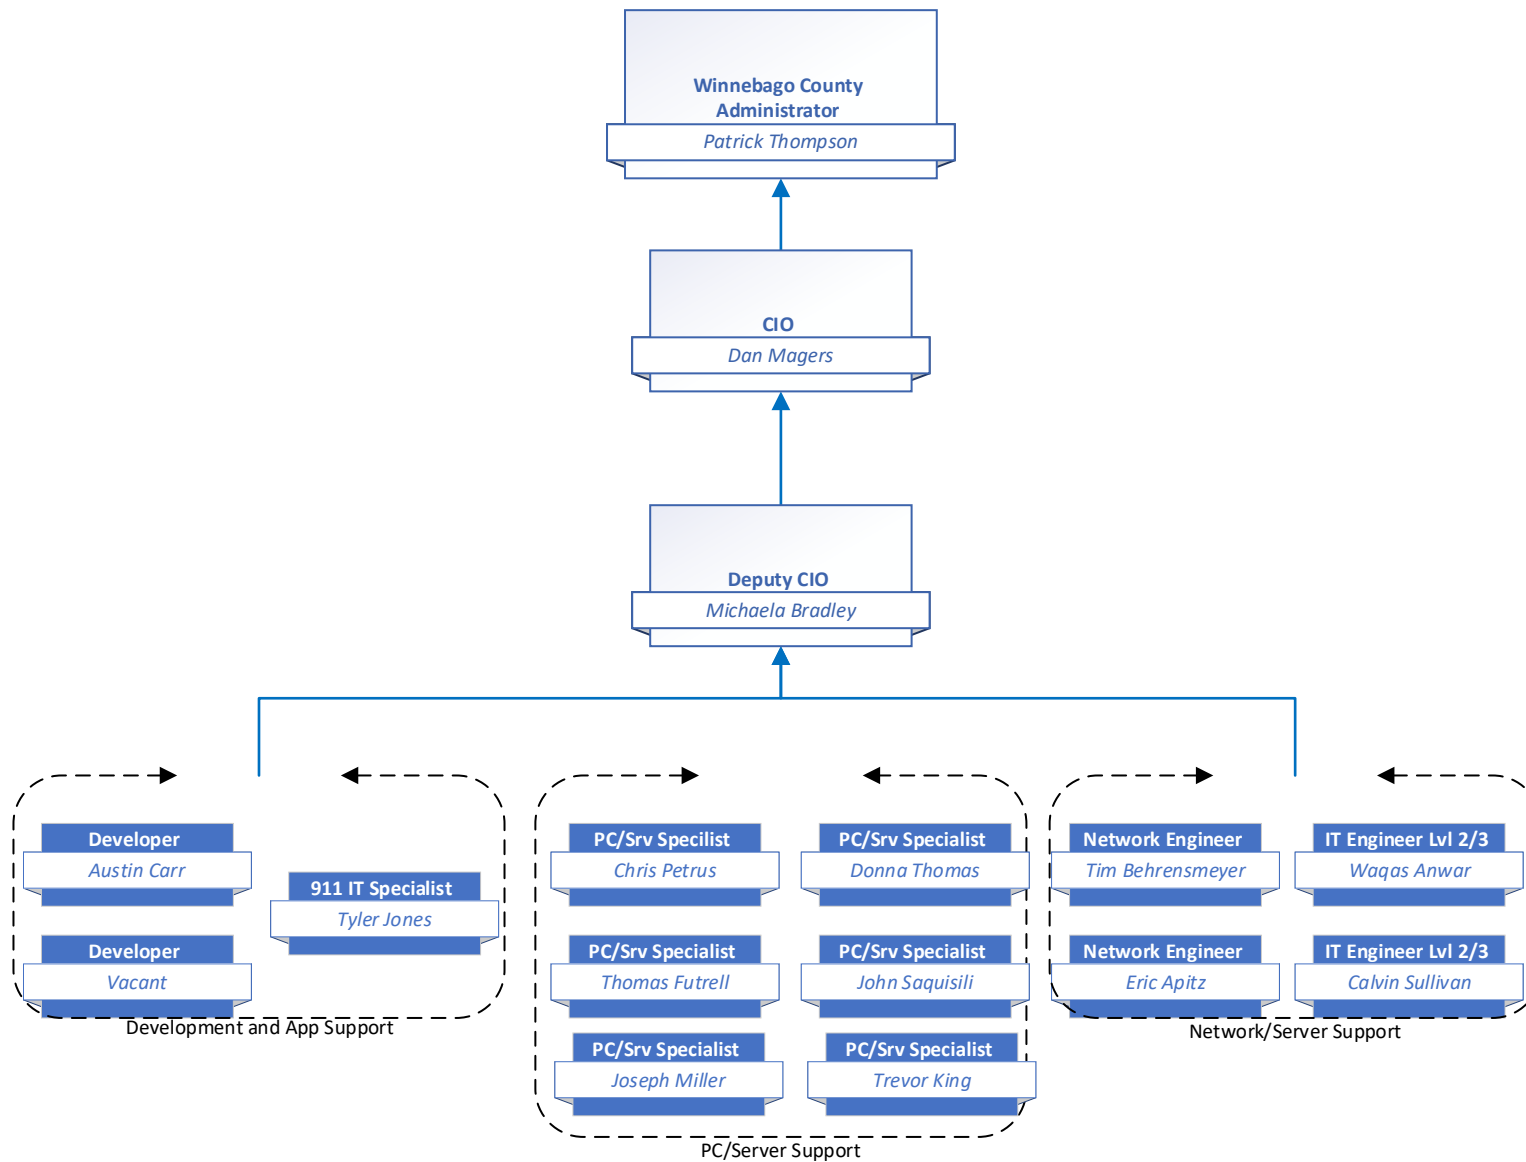 Winnebago County
Administrator
Patrick Thompson
CIO
Dan Magers
Deputy CIO
Michaela Bradley
Developer
Austin Carr
911 IT Specialist
Tyler Jones
Developer
Vacant
Development and App Support
PC/Srv Specilist
Chris Petrus
PC/Srv Specialist
Donna Thomas
PC/Srv Specialist
Thomas Futrell
PC/Srv Specialist
John Saquisili
PC/Srv Specialist
Joseph Miller
PC/Srv Specialist
Trevor King
PC/Server Support
Network Engineer
Tim Behrensmeyer
IT Engineer Lvl 2/3
Waqas Anwar
Network Engineer
Eric Apitz
IT Engineer Lvl 2/3
Calvin Sullivan
Network/Server Support